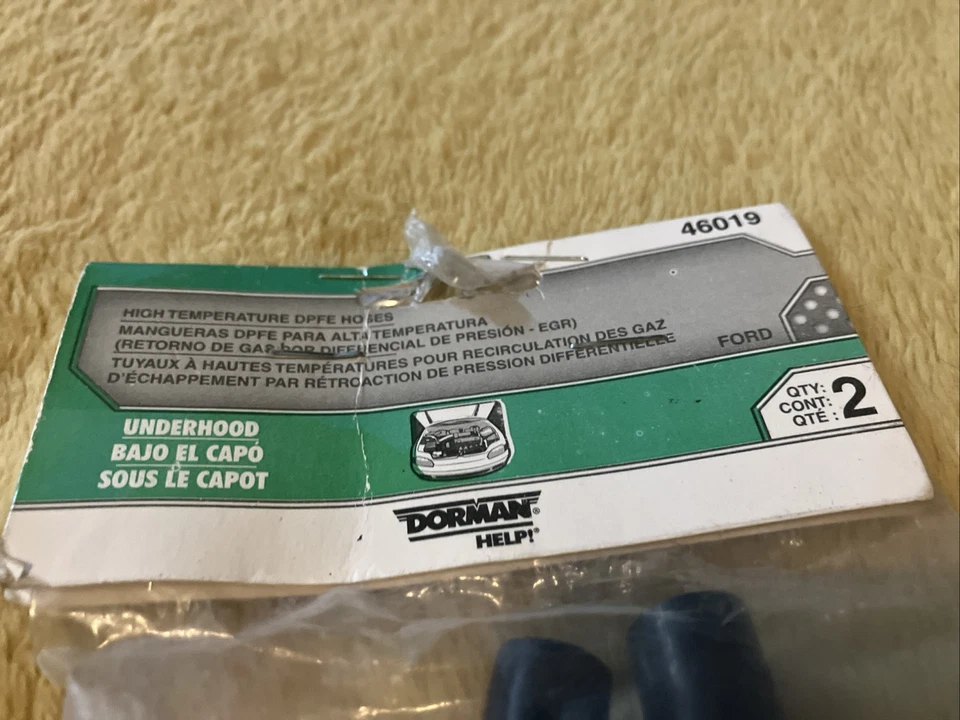 46019
HIGH TEMPERATURE DPFE HOSES
MANGUERAS DPFE PARA ALTA TEMPERATURA
(RETORNO DE GAS POR DIFERENCIAL DE PRESIÓN - EGR)
TUYAUX À HAUTES TEMPÉRATURES POUR RECIRCULATION DES GAZ
D'ÉCHAPPEMENT PAR RÉTROACTION DE PRESSION DIFFÉRENTIELLE
FORD
QTY:
CONT:
QTÉ:
2
UNDERHOOD
BAJO EL CAPÓ
SOUS LE CAPOT
DORMAN®
HELP!®